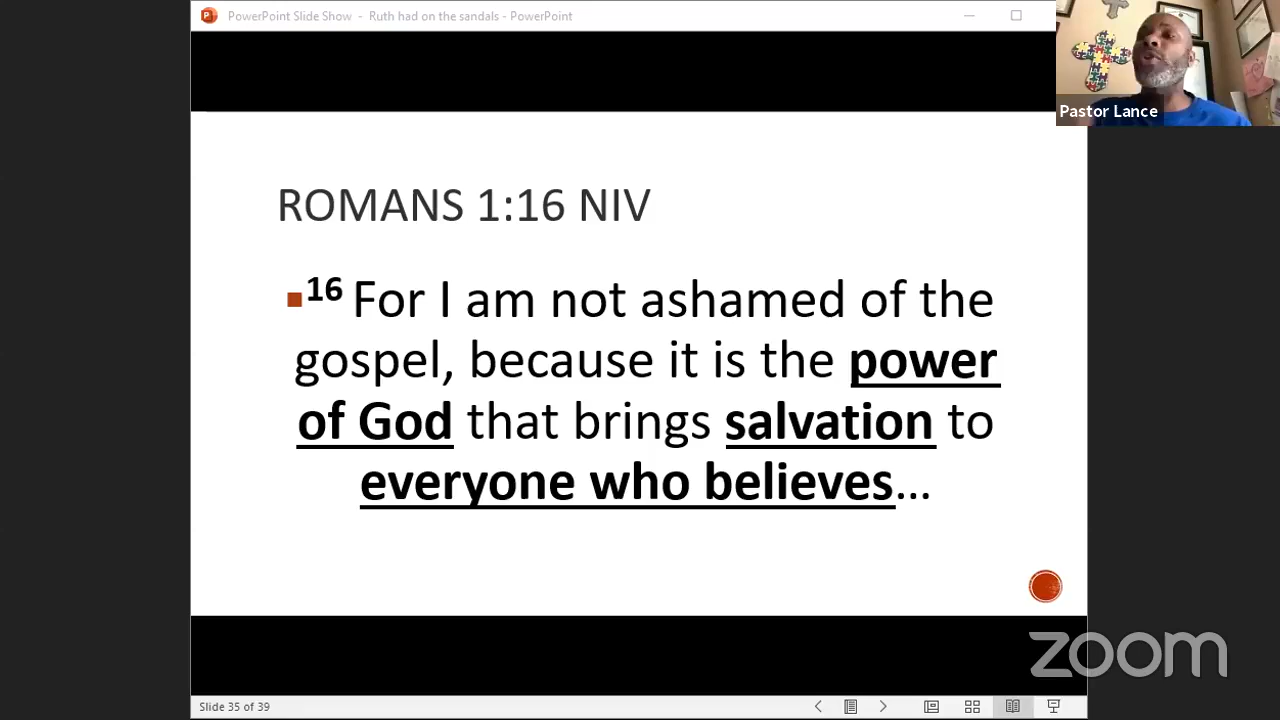 PowerPoint Slide Show - Ruth had on the sandals - PowerPoint
Pastor Lance
ROMANS 1:16 NIV
16 For I am not ashamed of the
gospel, because it is the power
of God that brings salvation to
everyone who believes...
zoom
Slide 35 of 39